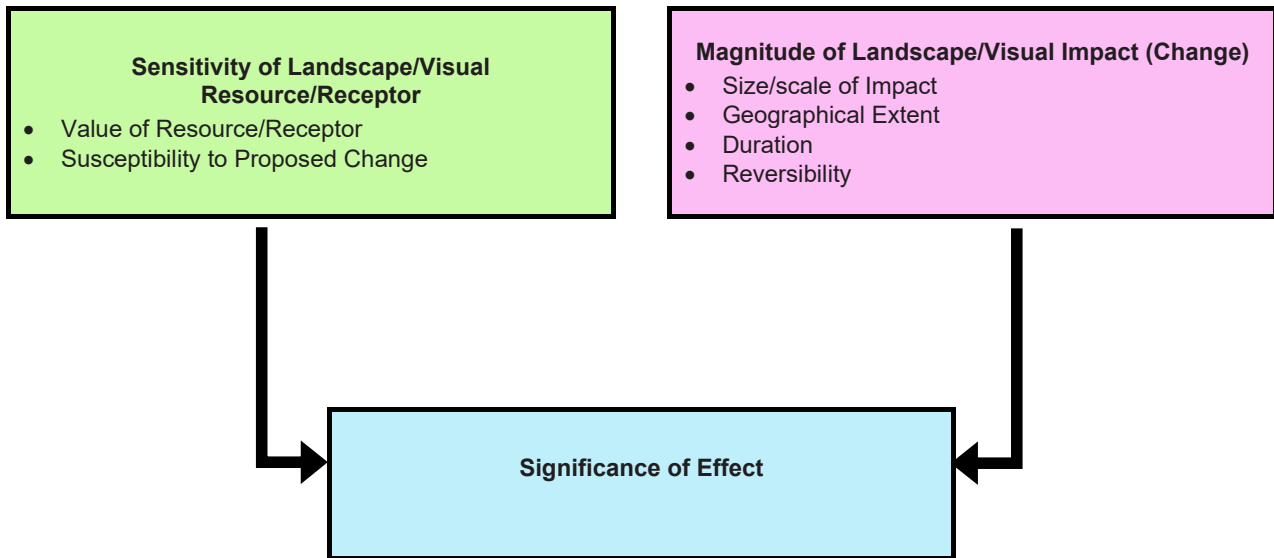 Sensitivity of Landscape/Visual
Resource/Receptor
• Value of Resource/Receptor
• Susceptibility to Proposed Change
Magnitude of Landscape/Visual Impact (Change)
• Size/scale of Impact
• Geographical Extent
• Duration
• Reversibility
Significance of Effect